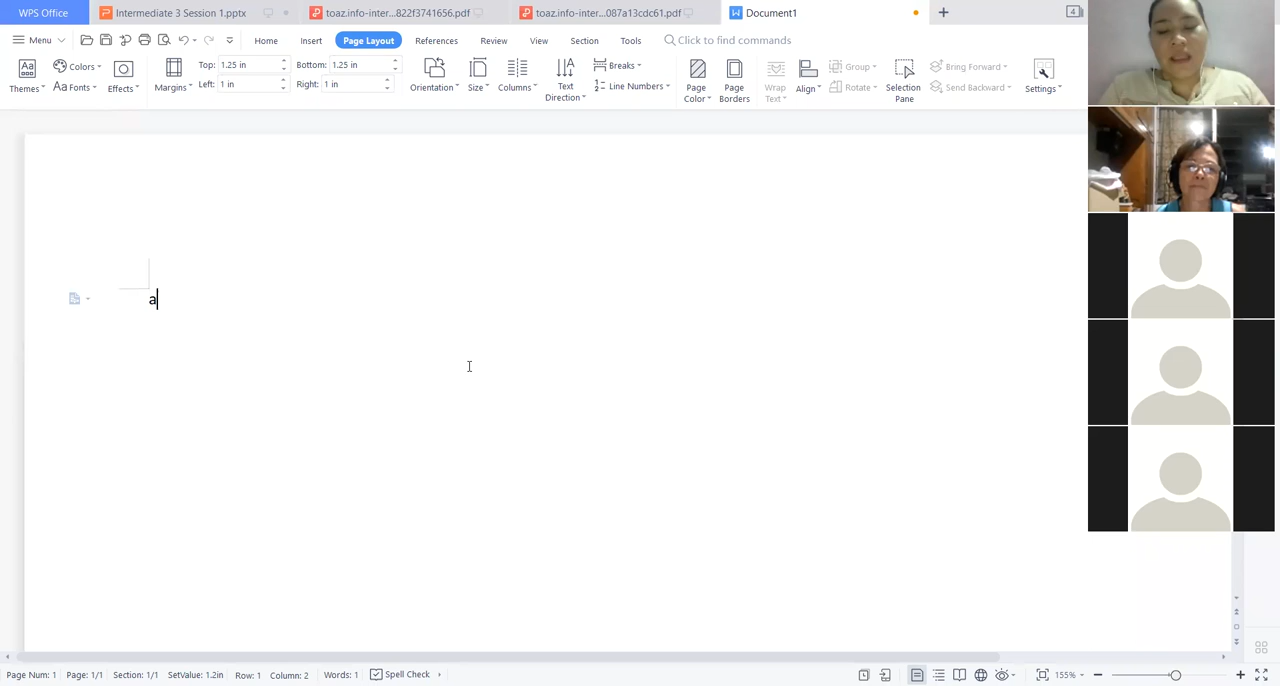 WPS Office Intermediate 3 Session 1.pptx toaz.info-inter...822f3741656.pdf toaz.info-inter...087a13cdc61.pdf Document1 4
Menu Home Insert Page Layout References Review View Section Tools Click to find commands
Themes Colors Fonts Effects Margins Top: 1.25 in Bottom: 1.25 in Left: 1 in Right: 1 in Orientation Size Columns Text Direction Breaks Line Numbers Page Color Page Borders Wrap Text Align Group Rotate Selection Pane Bring Forward Send Backward Settings
a
Page Num: 1 Page: 1/1 Section: 1/1 SetValue: 1.2in Row: 1 Column: 2 Words: 1 Spell Check 155%